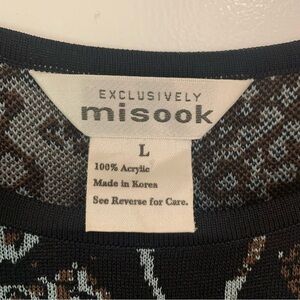 EXCLUSIVELY
misook
L
100% Acrylic
Made in Korea
See Reverse for Care.